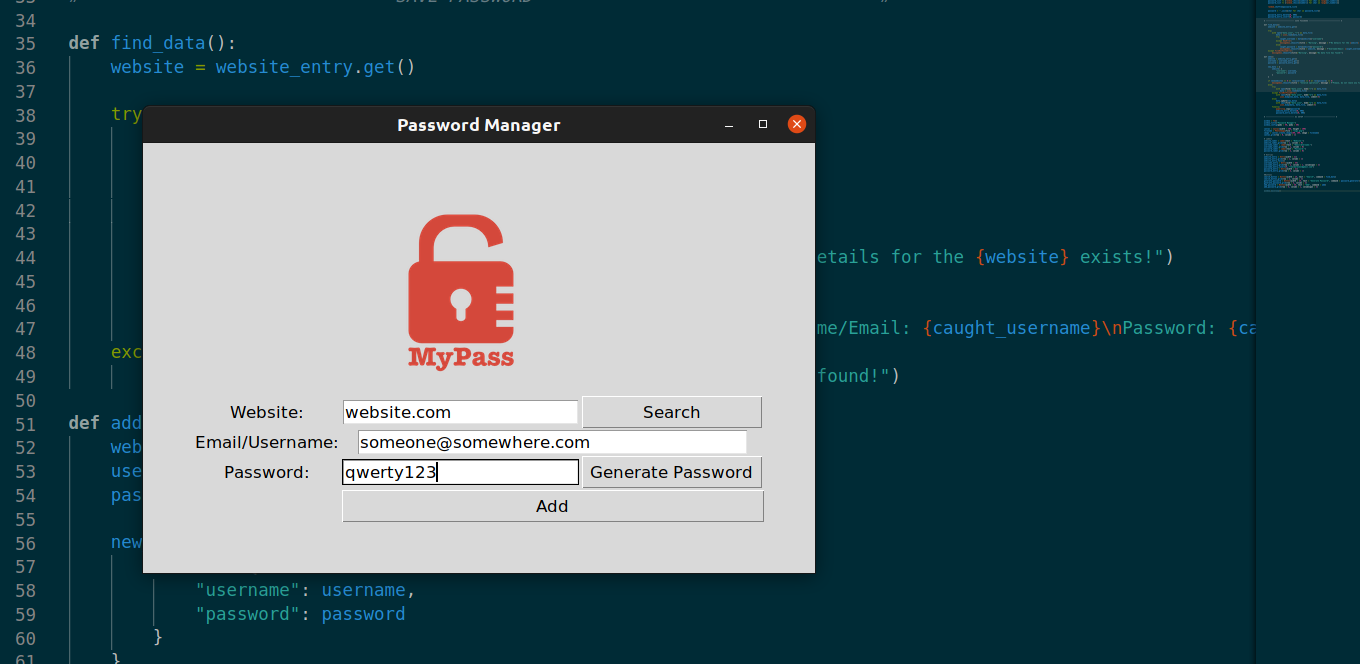 34
35 def find_data():
36 website = website_entry.get()
37
38 try
39
40
41
42
43
44 etails for the {website} exists!")
45
46
47 me/Email: {caught_username}\nPassword: {ca
48 exc
49 found!")
50
51 def add
52 web
53 use
54 pas
55
56 new
57
58 "username": username,
59 "password": password
60 }
61 }
Password Manager
MyPass
Website: website.com Search
Email/Username: someone@somewhere.com
Password: qwerty123 Generate Password
Add